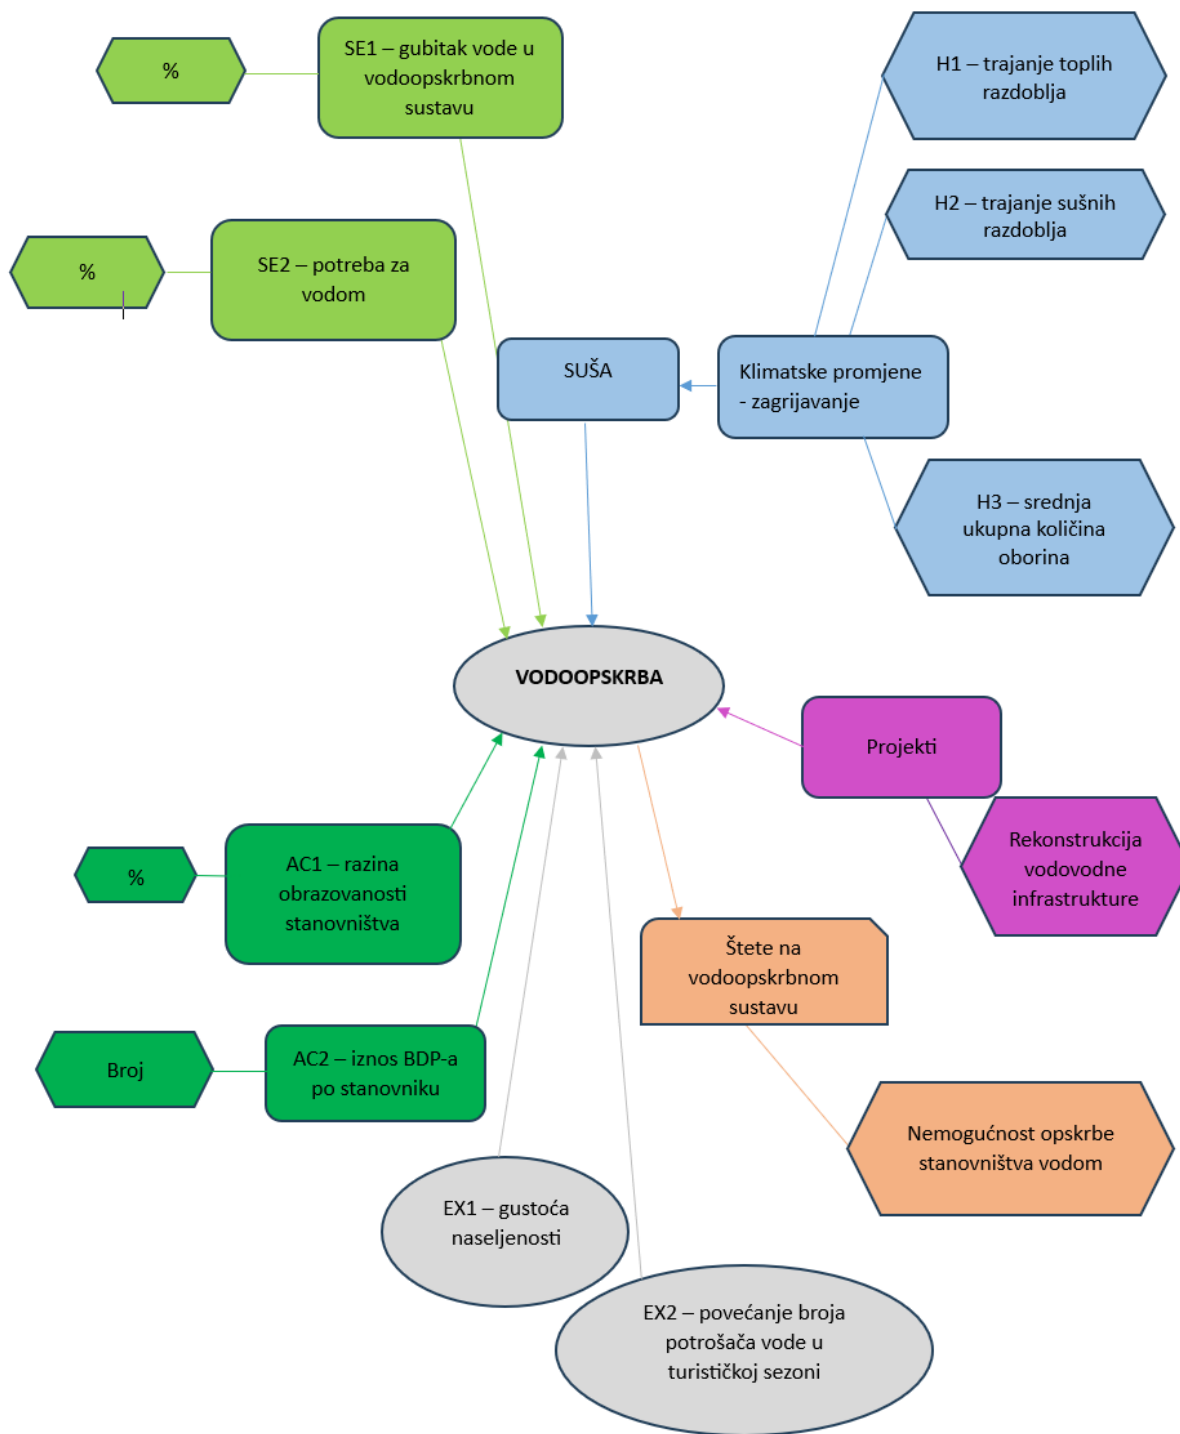 %
SE1 – gubitak vode u
vodoopskrbnom
sustavu
H1 – trajanje toplih
razdoblja
H2 – trajanje sušnih
razdoblja
%
SE2 – potreba za
vodom
SUŠA
Klimatske promjene
- zagrijavanje
H3 – srednja
ukupna količina
oborina
VODOOPSKRBA
Projekti
Rekonstrukcija
vodovodne
infrastrukture
%
AC1 – razina
obrazovanosti
stanovništva
Štete na
vodoopskrbnom
sustavu
Broj
AC2 – iznos BDP-a
po stanovniku
Nemogućnost opskrbe
stanovništva vodom
EX1 – gustoća
naseljenosti
EX2 – povećanje broja
potrošača vode u
turističkoj sezoni